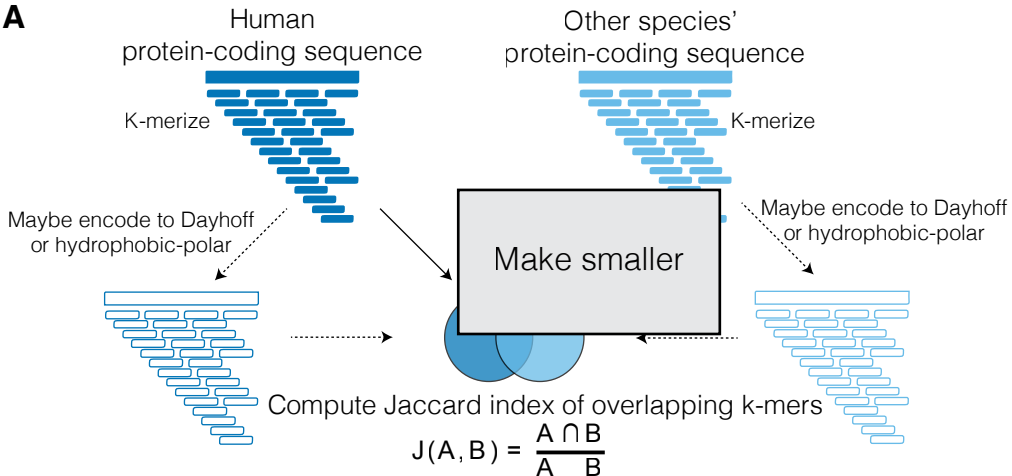 A
Human
protein-coding sequence
Other species’
protein-coding sequence
K-merize
K-merize
Maybe encode to Dayhoff
or hydrophobic-polar
Maybe encode to Dayhoff
or hydrophobic-polar
Make smaller
Compute Jaccard index of overlapping k-mers
J(A,B) = A ∩ B
A B